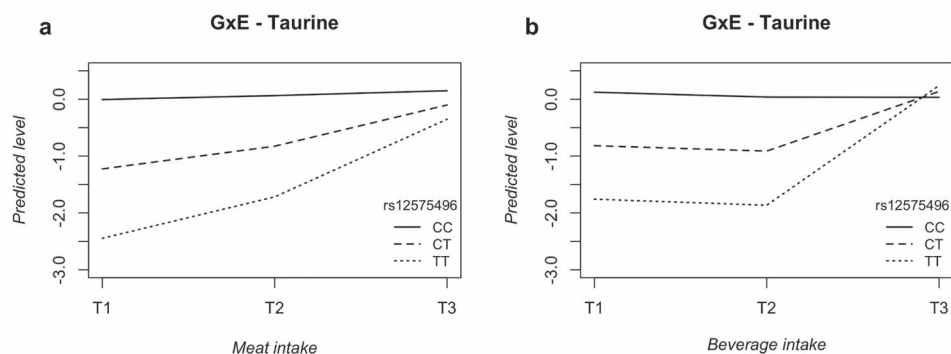 a
GxE - Taurine
Predicted level
0.0
-1.0
-2.0
-3.0
rs12575496
CC
CT
TT
T1
T2
T3
Meat intake
b
GxE - Taurine
Predicted level
0.0
-1.0
-2.0
-3.0
rs12575496
CC
CT
TT
T1
T2
T3
Beverage intake